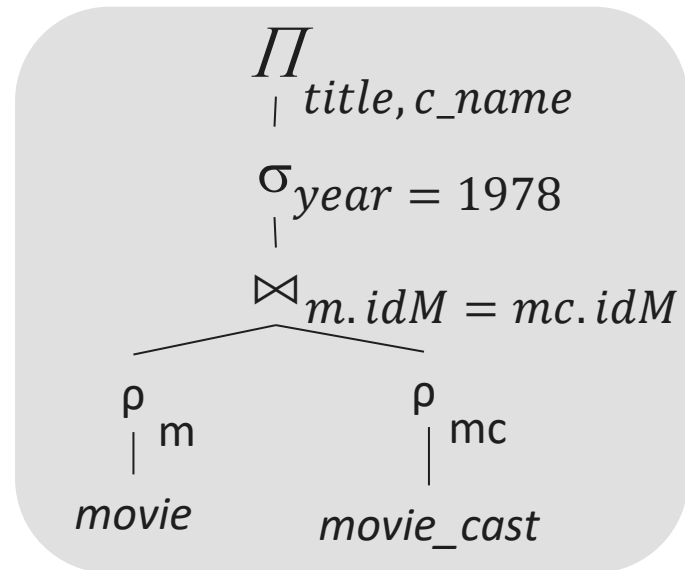 Π title, c_name
σ year = 1978
⋈ m.idM = mc.idM
ρ m ρ mc
movie movie_cast